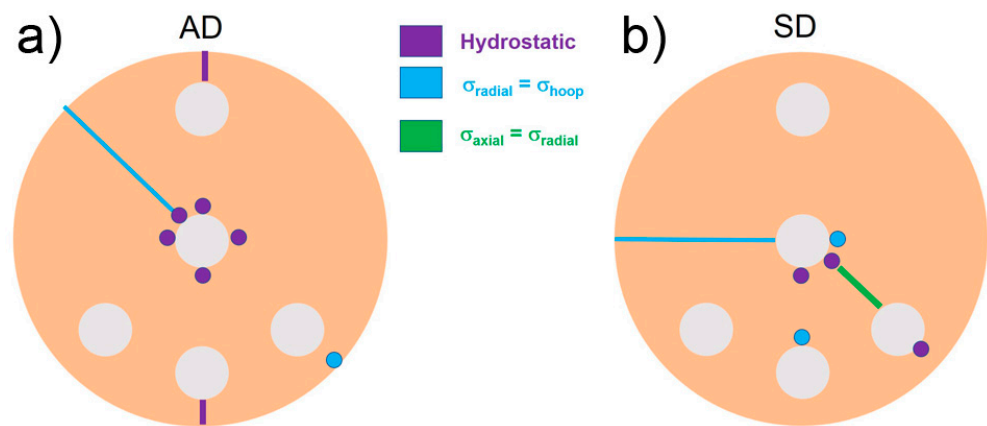 a)
AD
Hydrostatic
σradial = σhoop
σaxial = σradial
b)
SD